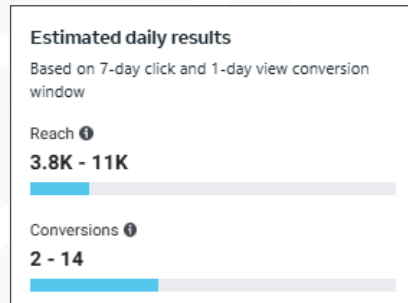 Estimated daily results
Based on 7-day click and 1-day view conversion
window
Reach
3.8K - 11K
Conversions
2 - 14